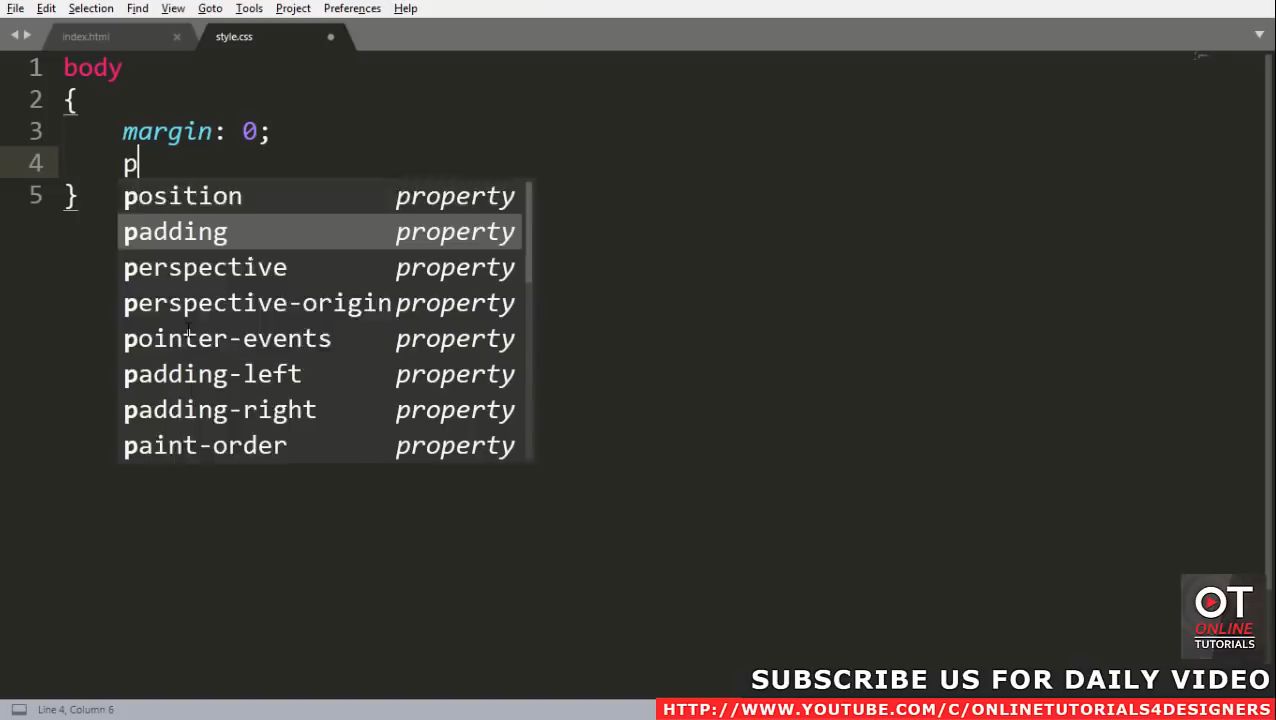 File Edit Selection Find View Goto Tools Project Preferences Help
index.html × style.css
1 body
2 {
3 margin: 0;
4 p
position property
padding property
perspective property
perspective-origin property
pointer-events property
padding-left property
padding-right property
paint-order property
5 }
OT
ONLINE
TUTORIALS
SUBSCRIBE US FOR DAILY VIDEO
HTTP://WWW.YOUTUBE.COM/C/ONLINETUTORIALS4DESIGNERS
Line 4, Column 6